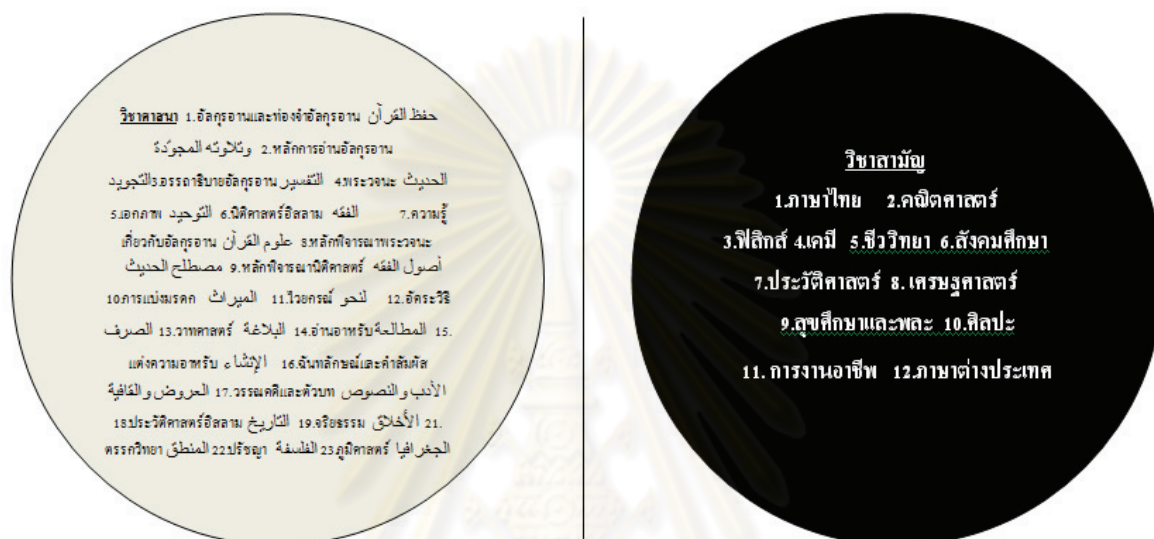 วิชาศาสนา 1.อัลกุรอานและท่องจำอัลกุรอาน حفظ القرآن
وتلاوته المجودة 2.หลักการอ่านอัลกุรอาน
التجويد 3.อรรถาธิบายอัลกุรอาน التفسير 4.พระวจนะ الحديث
5.เอกภาพ التوحيد 6.นิติศาสตร์อิสลาม الفقه 7.ความรู้
เกี่ยวกับอัลกุรอาน علوم القرآن 8.หลักพิจารณาพระวจนะ
مصطلح الحديث 9.หลักพิจารณานิติศาสตร์ أصول الفقه
10.การแบ่งมรดก الميراث 11.ไวยกรณ์ لنحو 12.อักระวิธี
الصرف 13.วาทศาสตร์ البلاغة 14.อ่านอาหรับ المطالعة 15.
แต่งความอาหรับ الإنشاء 16.ฉันทลักษณ์และคำสัมผัส
العروض والقافية 17.วรรณคดีและตัวบท الأدب والنصوص
18.ประวัติศาสตร์อิสลาม التاريخ 19.จริยธรรม الأخلاق 21.
ตรรกวิทยา المنطق 22.ปรัชญา الفلسفة 23.ภูมิศาสตร์ الجغرافيا
วิชาสามัญ
1.ภาษาไทย 2.คณิตศาสตร์
3.ฟิสิกส์ 4.เคมี 5.ชีววิทยา 6.สังคมศึกษา
7.ประวัติศาสตร์ 8.เศรษฐศาสตร์
9.สุขศึกษาและพละ 10.ศิลปะ
11. การงานอาชีพ 12.ภาษาต่างประเทศ